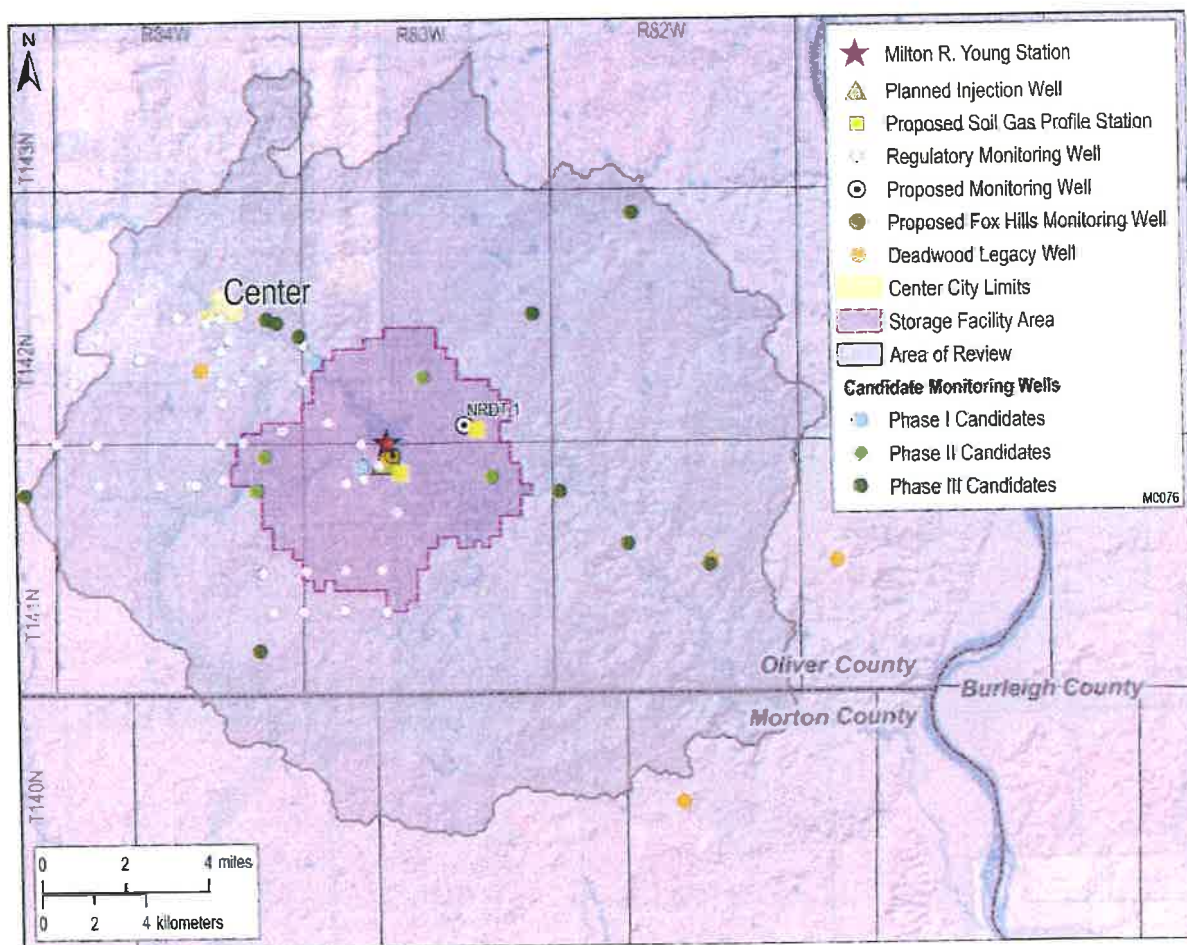 N
R84W
R83W
R82W
T143N
T142N
T141N
T140N
Center
NRDT-1
Oliver County
Burleigh County
Morton County
Milton R. Young Station
Planned Injection Well
Proposed Soil Gas Profile Station
Regulatory Monitoring Well
Proposed Monitoring Well
Proposed Fox Hills Monitoring Well
Deadwood Legacy Well
Center City Limits
Storage Facility Area
Area of Review
Candidate Monitoring Wells
Phase I Candidates
Phase II Candidates
Phase III Candidates
MC076
0 2 4 miles
0 2 4 kilometers